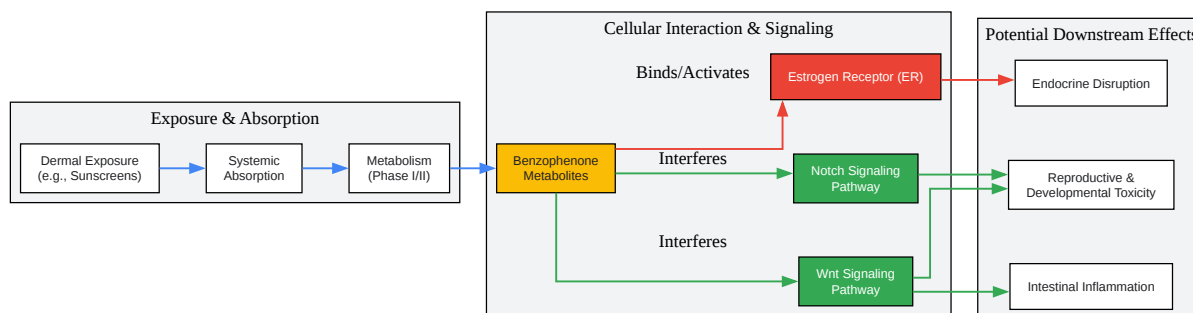 Exposure & Absorption
Dermal Exposure
(e.g., Sunscreens)
Systemic
Absorption
Metabolism
(Phase I/II)
Cellular Interaction & Signaling
Binds/Activates
Estrogen Receptor (ER)
Benzophenone
Metabolites
Interferes
Notch Signaling
Pathway
Interferes
Wnt Signaling
Pathway
Potential Downstream Effects
Endocrine Disruption
Reproductive &
Developmental Toxicity
Intestinal Inflammation